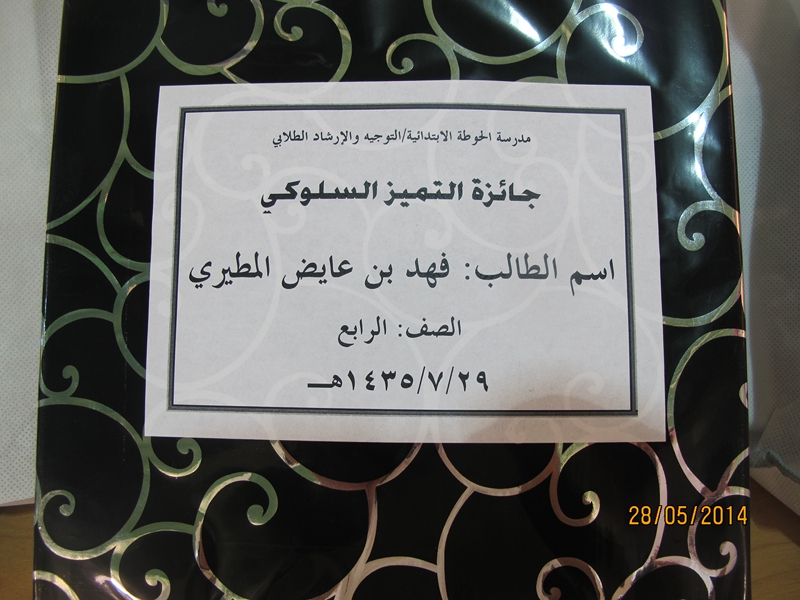 مدرسة الحوطة الابتدائية/التوجيه والإرشاد الطلابي
جائزة التميز السلوكي
اسم الطالب: فهد بن عايض المطيري
الصف: الرابع
١٤٣٥/٧/٢٩هـ
28/05/2014